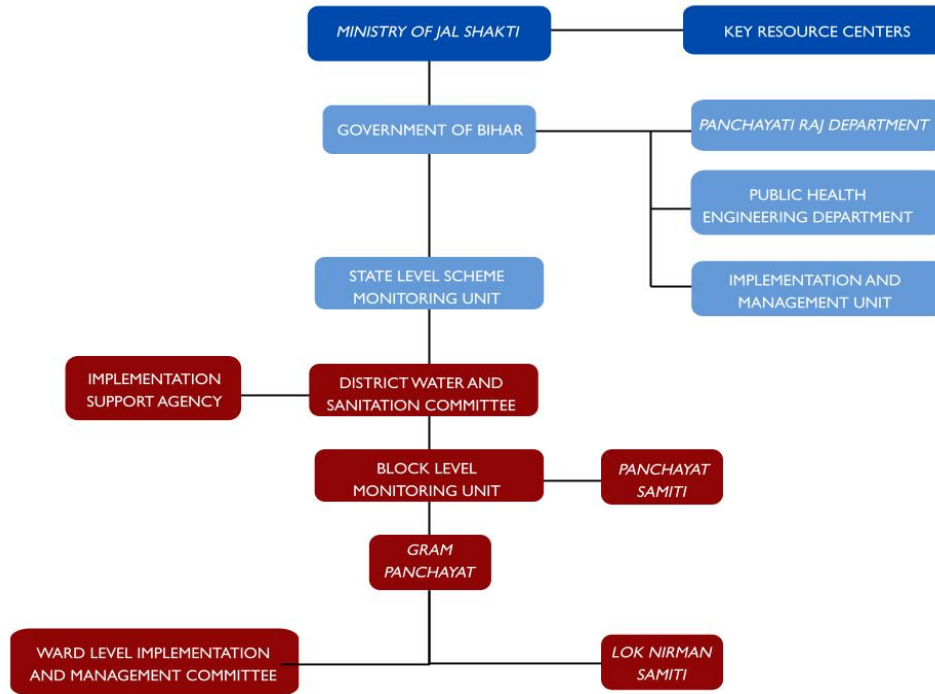 MINISTRY OF JAL SHAKTI
KEY RESOURCE CENTERS
GOVERNMENT OF BIHAR
PANCHAYATI RAJ DEPARTMENT
PUBLIC HEALTH
ENGINEERING DEPARTMENT
STATE LEVEL SCHEME
MONITORING UNIT
IMPLEMENTATION AND
MANAGEMENT UNIT
IMPLEMENTATION
SUPPORT AGENCY
DISTRICT WATER AND
SANITATION COMMITTEE
BLOCK LEVEL
MONITORING UNIT
PANCHAYAT
SAMITI
GRAM
PANCHAYAT
WARD LEVEL IMPLEMENTATION
AND MANAGEMENT COMMITTEE
LOK NIRMAN
SAMITI